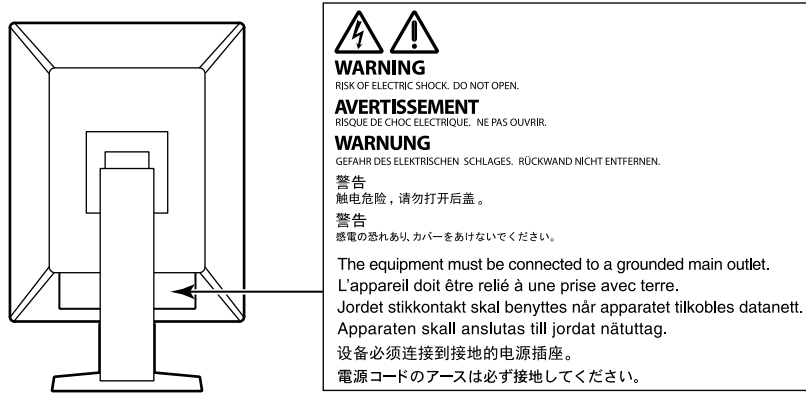 WARNING
RISK OF ELECTRIC SHOCK. DO NOT OPEN.
AVERTISSEMENT
RISQUE DE CHOC ELECTRIQUE. NE PAS OUVRIR.
WARNUNG
GEFAHR DES ELEKTRISCHEN SCHLAGES. RÜCKWAND NICHT ENTFERNEN.
警告
触电危险，请勿打开后盖。
警告
感電の恐れあり、カバーをあけないでください。
The equipment must be connected to a grounded main outlet.
L'appareil doit être relié à une prise avec terre.
Jordet stikkontakt skal benyttes når apparatet tilkobles datanett.
Apparaten skall anslutas till jordat nätuttag.
设备必须连接到接地的电源插座。
電源コードのアースは必ず接地してください。